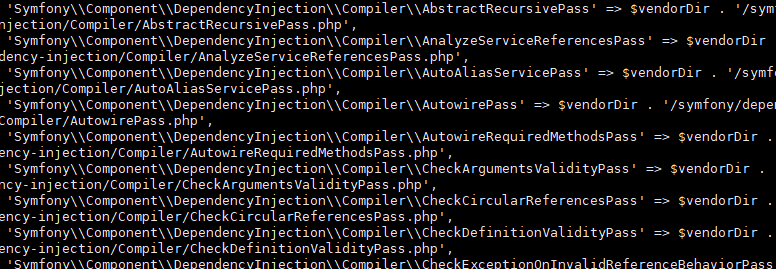 'Symfony\\Component\\DependencyInjection\\Compiler\\AbstractRecursivePass' => $vendorDir . '/symf
njection/Compiler/AbstractRecursivePass.php',
'Symfony\\Component\\DependencyInjection\\Compiler\\AnalyzeServiceReferencesPass' => $vendorDir .
dency-injection/Compiler/AnalyzeServiceReferencesPass.php',
'Symfony\\Component\\DependencyInjection\\Compiler\\AutoAliasServicePass' => $vendorDir . '/symfo
jection/Compiler/AutoAliasServicePass.php',
'Symfony\\Component\\DependencyInjection\\Compiler\\AutowirePass' => $vendorDir . '/symfony/depe
Compiler/AutowirePass.php',
'Symfony\\Component\\DependencyInjection\\Compiler\\AutowireRequiredMethodsPass' => $vendorDir .
ency-injection/Compiler/AutowireRequiredMethodsPass.php',
'Symfony\\Component\\DependencyInjection\\Compiler\\CheckArgumentsValidityPass' => $vendorDir .
ncy-injection/Compiler/CheckArgumentsValidityPass.php',
'Symfony\\Component\\DependencyInjection\\Compiler\\CheckCircularReferencesPass' => $vendorDir .
ency-injection/Compiler/CheckCircularReferencesPass.php',
'Symfony\\Component\\DependencyInjection\\Compiler\\CheckDefinitionValidityPass' => $vendorDir .
ency-injection/Compiler/CheckDefinitionValidityPass.php',
'Symfony\\Component\\DependencyInjection\\Compiler\\CheckExceptionOnInvalidReferenceBehaviorPass